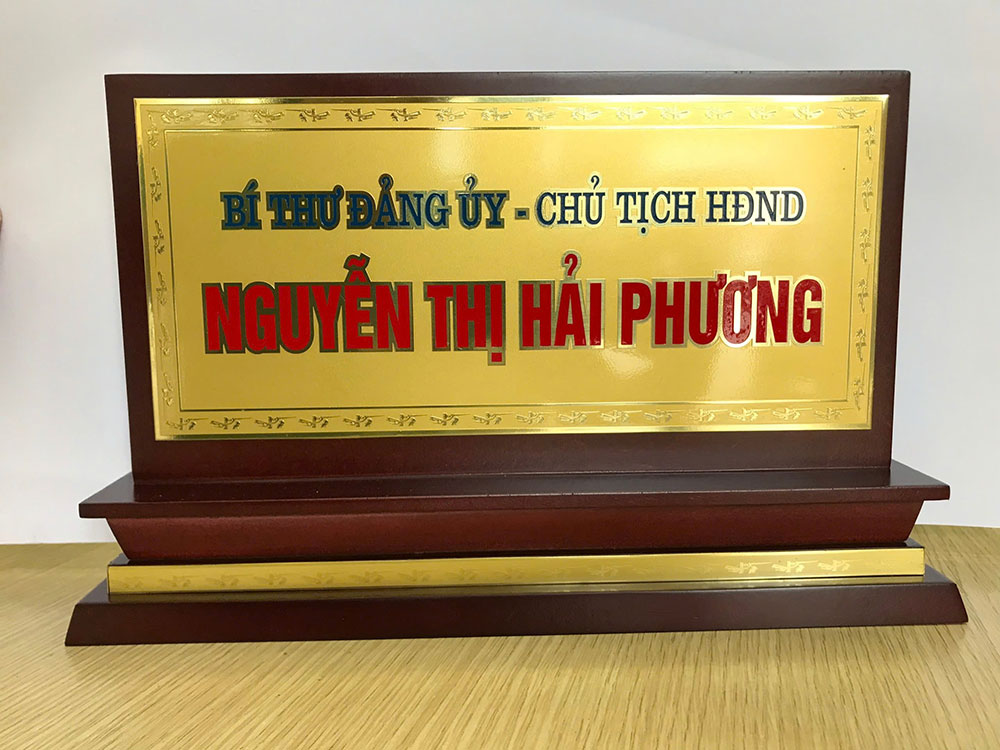 BÍ THƯ ĐẢNG ỦY - CHỦ TỊCH HĐND
NGUYỄN THỊ HẢI PHƯƠNG